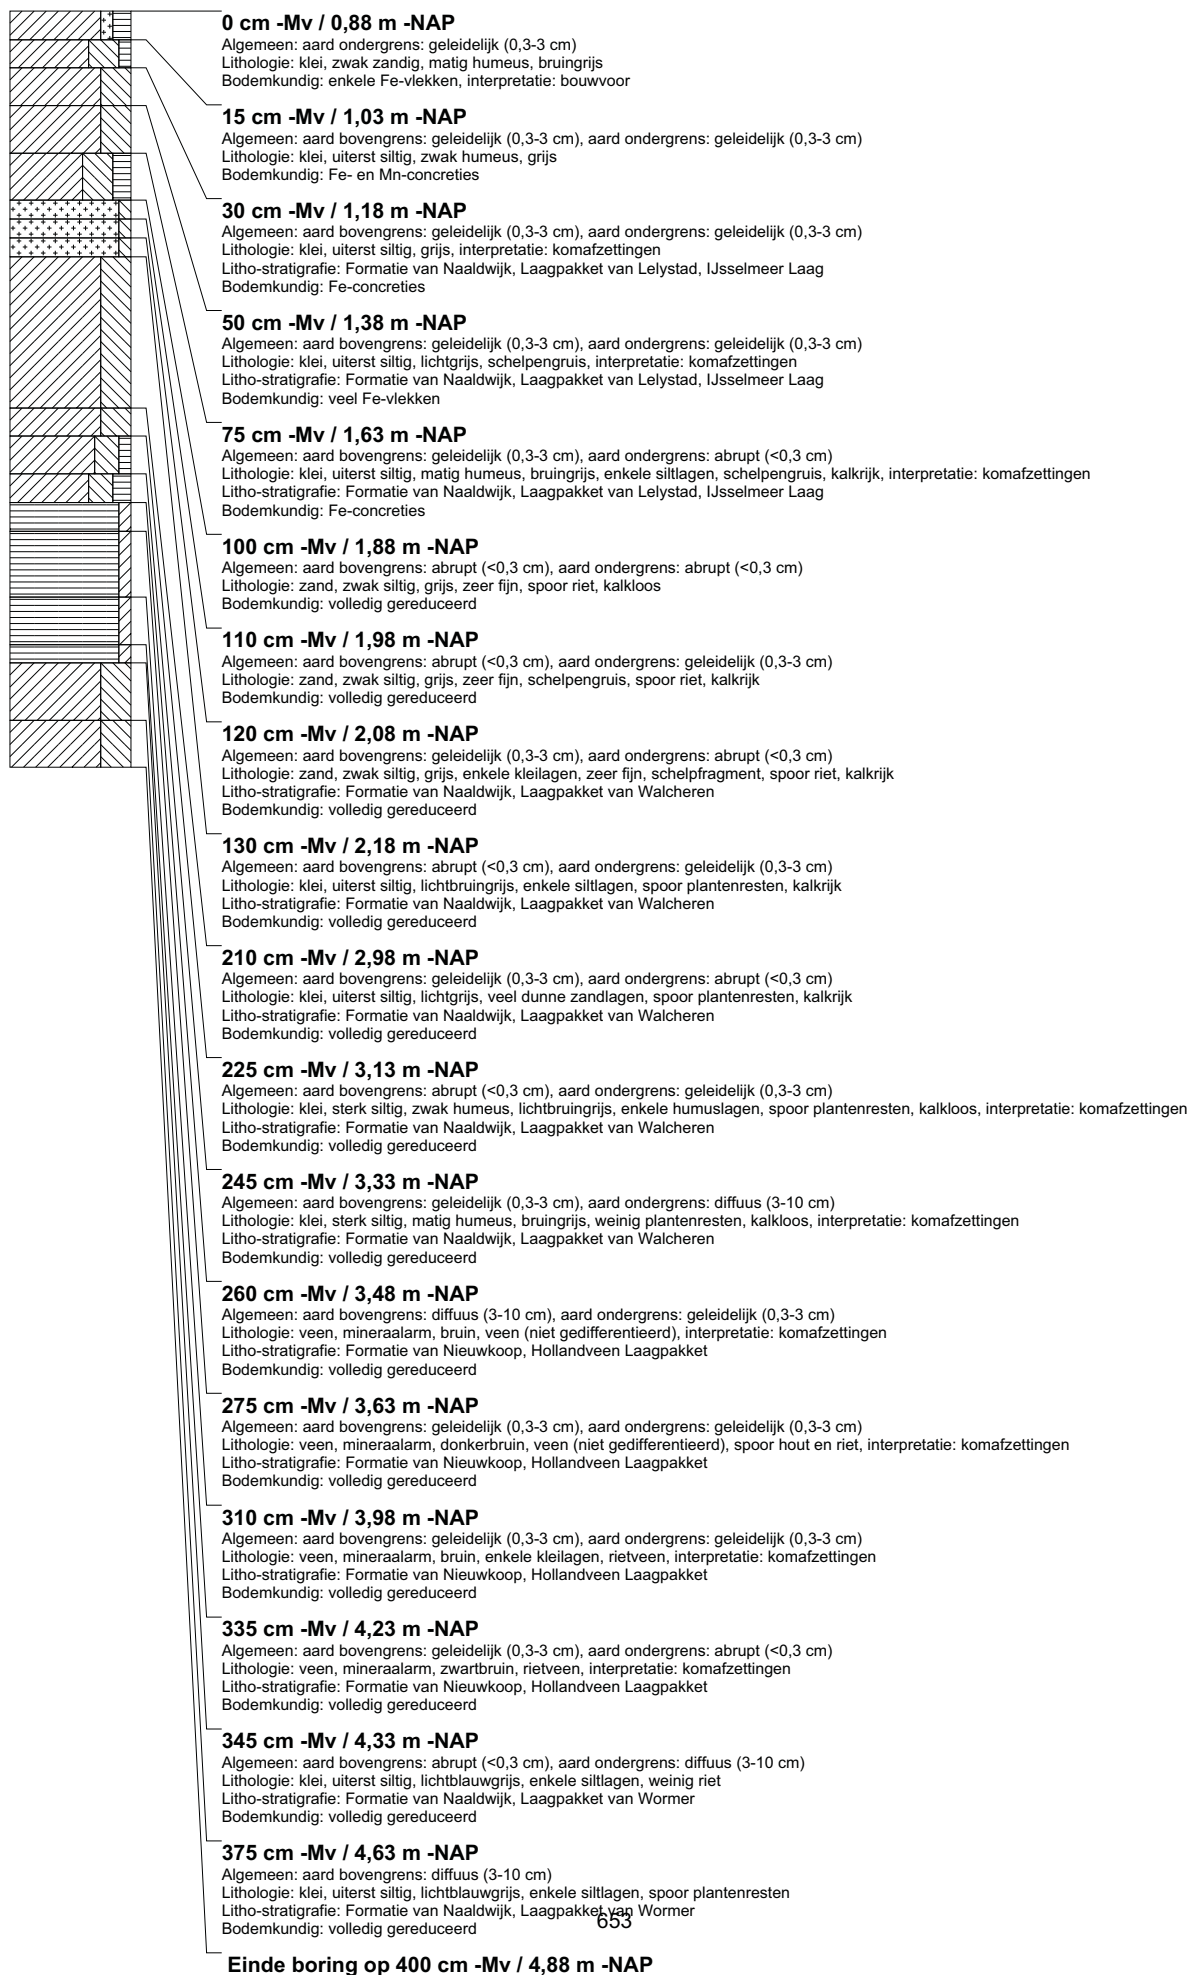 0 cm -Mv / 0,88 m -NAP
Algemeen: aard ondergrens: geleidelijk (0,3-3 cm)
Lithologie: klei, zwak zandig, matig humeus, bruingrijs
Bodemkundig: enkele Fe-vlekken, interpretatie: bouwvoor
15 cm -Mv / 1,03 m -NAP
Algemeen: aard bovengrens: geleidelijk (0,3-3 cm), aard ondergrens: geleidelijk (0,3-3 cm)
Lithologie: klei, uiterst siltig, zwak humeus, grijs
Bodemkundig: Fe- en Mn-concreties
30 cm -Mv / 1,18 m -NAP
Algemeen: aard bovengrens: geleidelijk (0,3-3 cm), aard ondergrens: geleidelijk (0,3-3 cm)
Lithologie: klei, uiterst siltig, grijs, interpretatie: komafzettingen
Litho-stratigrafie: Formatie van Naaldwijk, Laagpakket van Lelystad, IJsselmeer Laag
Bodemkundig: Fe-concreties
50 cm -Mv / 1,38 m -NAP
Algemeen: aard bovengrens: geleidelijk (0,3-3 cm), aard ondergrens: geleidelijk (0,3-3 cm)
Lithologie: klei, uiterst siltig, lichtgrijs, schelpengruis, interpretatie: komafzettingen
Litho-stratigrafie: Formatie van Naaldwijk, Laagpakket van Lelystad, IJsselmeer Laag
Bodemkundig: veel Fe-vlekken
75 cm -Mv / 1,63 m -NAP
Algemeen: aard bovengrens: geleidelijk (0,3-3 cm), aard ondergrens: abrupt (<0,3 cm)
Lithologie: klei, uiterst siltig, matig humeus, bruingrijs, enkele siltlagen, schelpengruis, kalkrijk, interpretatie: komafzettingen
Litho-stratigrafie: Formatie van Naaldwijk, Laagpakket van Lelystad, IJsselmeer Laag
Bodemkundig: Fe-concreties
100 cm -Mv / 1,88 m -NAP
Algemeen: aard bovengrens: abrupt (<0,3 cm), aard ondergrens: abrupt (<0,3 cm)
Lithologie: zand, zwak siltig, grijs, zeer fijn, spoor riet, kalkloos
Bodemkundig: volledig gereduceerd
110 cm -Mv / 1,98 m -NAP
Algemeen: aard bovengrens: abrupt (<0,3 cm), aard ondergrens: geleidelijk (0,3-3 cm)
Lithologie: zand, zwak siltig, grijs, zeer fijn, schelpengruis, spoor riet, kalkrijk
Bodemkundig: volledig gereduceerd
120 cm -Mv / 2,08 m -NAP
Algemeen: aard bovengrens: geleidelijk (0,3-3 cm), aard ondergrens: abrupt (<0,3 cm)
Lithologie: zand, zwak siltig, grijs, enkele kleilagen, zeer fijn, schelpfragment, spoor riet, kalkrijk
Litho-stratigrafie: Formatie van Naaldwijk, Laagpakket van Walcheren
Bodemkundig: volledig gereduceerd
130 cm -Mv / 2,18 m -NAP
Algemeen: aard bovengrens: abrupt (<0,3 cm), aard ondergrens: geleidelijk (0,3-3 cm)
Lithologie: klei, uiterst siltig, lichtbruingrijs, enkele siltlagen, spoor plantenresten, kalkrijk
Litho-stratigrafie: Formatie van Naaldwijk, Laagpakket van Walcheren
Bodemkundig: volledig gereduceerd
210 cm -Mv / 2,98 m -NAP
Algemeen: aard bovengrens: geleidelijk (0,3-3 cm), aard ondergrens: abrupt (<0,3 cm)
Lithologie: klei, uiterst siltig, lichtgrijs, veel dunne zandlagen, spoor plantenresten, kalkrijk
Litho-stratigrafie: Formatie van Naaldwijk, Laagpakket van Walcheren
Bodemkundig: volledig gereduceerd
225 cm -Mv / 3,13 m -NAP
Algemeen: aard bovengrens: abrupt (<0,3 cm), aard ondergrens: geleidelijk (0,3-3 cm)
Lithologie: klei, sterk siltig, zwak humeus, lichtbruingrijs, enkele humuslagen, spoor plantenresten, kalkloos, interpretatie: komafzettingen
Litho-stratigrafie: Formatie van Naaldwijk, Laagpakket van Walcheren
Bodemkundig: volledig gereduceerd
245 cm -Mv / 3,33 m -NAP
Algemeen: aard bovengrens: geleidelijk (0,3-3 cm), aard ondergrens: diffuus (3-10 cm)
Lithologie: klei, sterk siltig, matig humeus, bruingrijs, weinig plantenresten, kalkloos, interpretatie: komafzettingen
Litho-stratigrafie: Formatie van Naaldwijk, Laagpakket van Walcheren
Bodemkundig: volledig gereduceerd
260 cm -Mv / 3,48 m -NAP
Algemeen: aard bovengrens: diffuus (3-10 cm), aard ondergrens: geleidelijk (0,3-3 cm)
Lithologie: veen, mineraalarm, bruin, veen (niet gedifferentieerd), interpretatie: komafzettingen
Litho-stratigrafie: Formatie van Nieuwkoop, Hollandveen Laagpakket
Bodemkundig: volledig gereduceerd
275 cm -Mv / 3,63 m -NAP
Algemeen: aard bovengrens: geleidelijk (0,3-3 cm), aard ondergrens: geleidelijk (0,3-3 cm)
Lithologie: veen, mineraalarm, donkerbruin, veen (niet gedifferentieerd), spoor hout en riet, interpretatie: komafzettingen
Litho-stratigrafie: Formatie van Nieuwkoop, Hollandveen Laagpakket
Bodemkundig: volledig gereduceerd
310 cm -Mv / 3,98 m -NAP
Algemeen: aard bovengrens: geleidelijk (0,3-3 cm), aard ondergrens: geleidelijk (0,3-3 cm)
Lithologie: veen, mineraalarm, bruin, enkele kleilagen, rietveen, interpretatie: komafzettingen
Litho-stratigrafie: Formatie van Nieuwkoop, Hollandveen Laagpakket
Bodemkundig: volledig gereduceerd
335 cm -Mv / 4,23 m -NAP
Algemeen: aard bovengrens: geleidelijk (0,3-3 cm), aard ondergrens: abrupt (<0,3 cm)
Lithologie: veen, mineraalarm, zwartbruin, rietveen, interpretatie: komafzettingen
Litho-stratigrafie: Formatie van Nieuwkoop, Hollandveen Laagpakket
Bodemkundig: volledig gereduceerd
345 cm -Mv / 4,33 m -NAP
Algemeen: aard bovengrens: abrupt (<0,3 cm), aard ondergrens: diffuus (3-10 cm)
Lithologie: klei, uiterst siltig, lichtblauwgrijs, enkele siltlagen, weinig riet
Litho-stratigrafie: Formatie van Naaldwijk, Laagpakket van Wormer
Bodemkundig: volledig gereduceerd
375 cm -Mv / 4,63 m -NAP
Algemeen: aard bovengrens: diffuus (3-10 cm)
Lithologie: klei, uiterst siltig, lichtblauwgrijs, enkele siltlagen, spoor plantenresten
Litho-stratigrafie: Formatie van Naaldwijk, Laagpakket van Wormer
653
Bodemkundig: volledig gereduceerd
Einde boring op 400 cm -Mv / 4,88 m -NAP